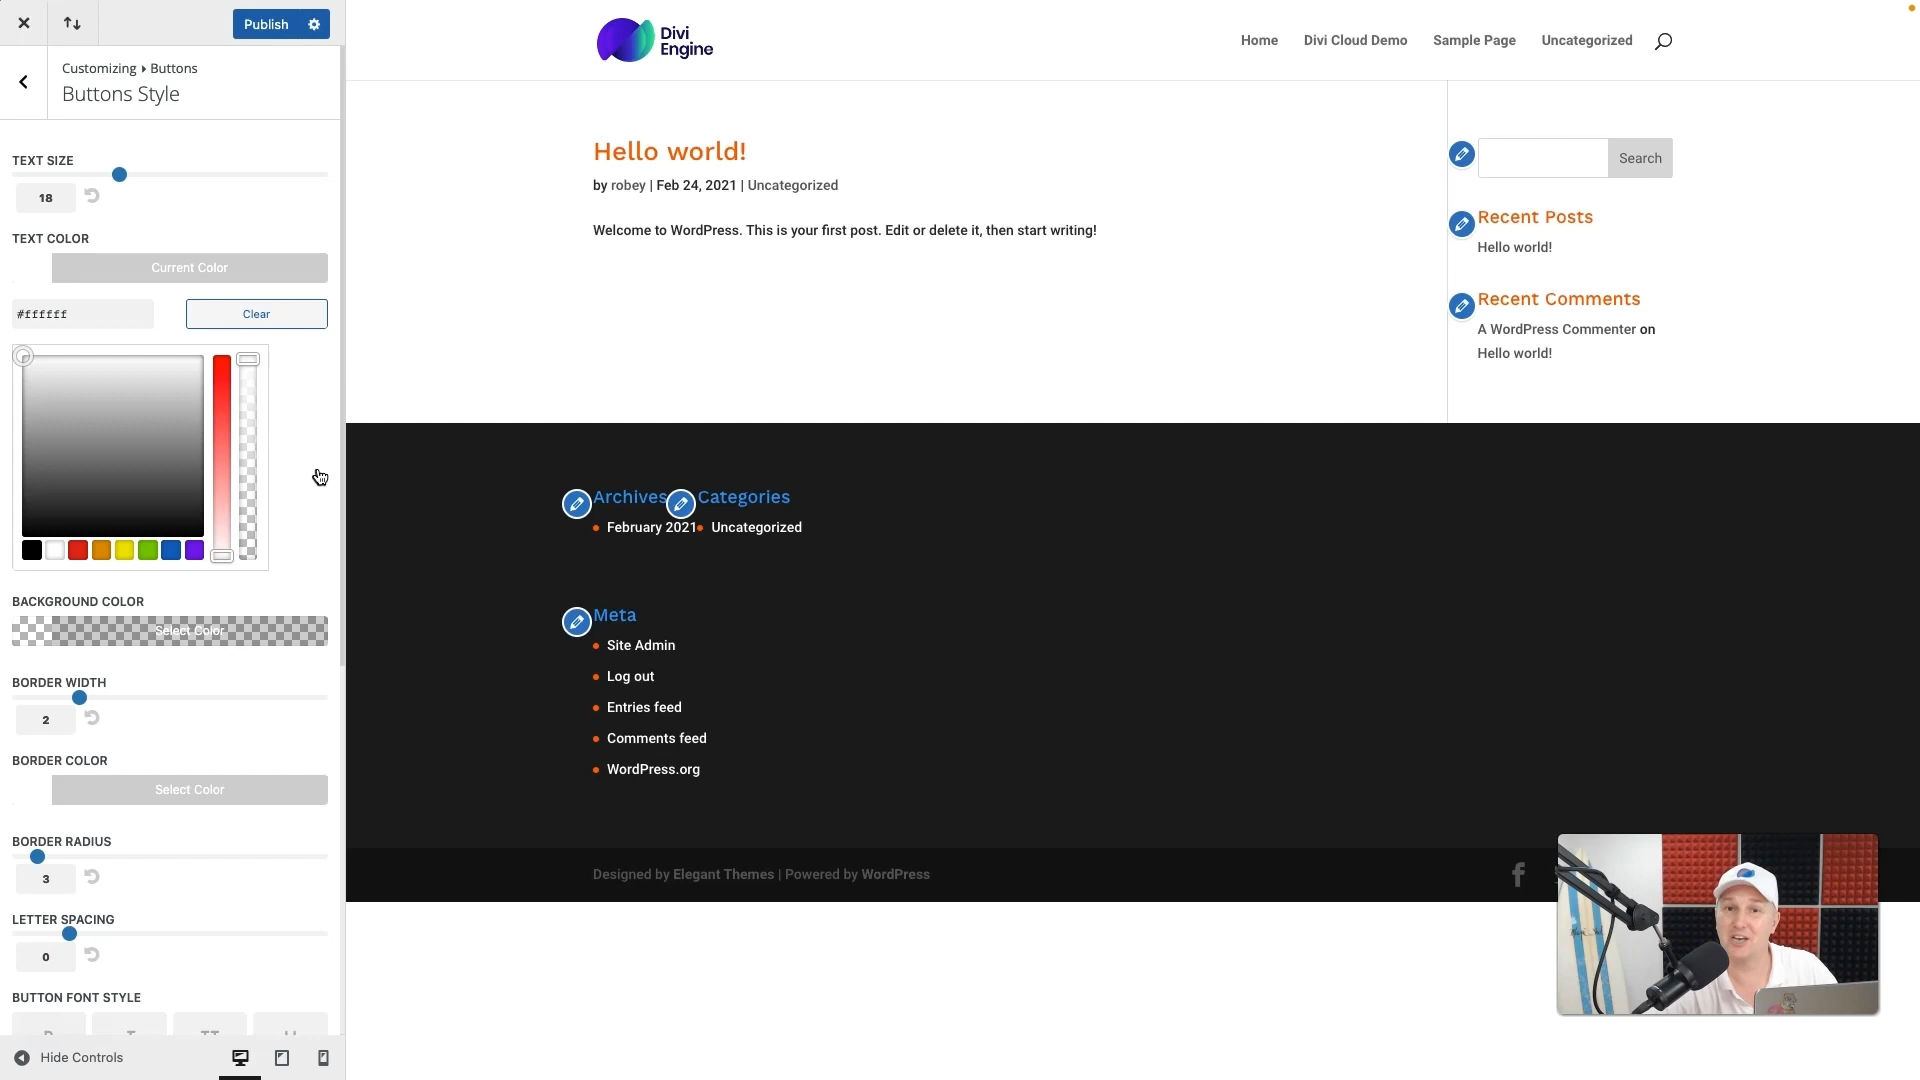 Publish
Customizing ▸ Buttons
Buttons Style
TEXT SIZE
18
TEXT COLOR
Current Color
#ffffff
Clear
BACKGROUND COLOR
Select Color
BORDER WIDTH
2
BORDER COLOR
Select Color
BORDER RADIUS
3
LETTER SPACING
0
BUTTON FONT STYLE
Hide Controls
Divi
Engine
Home
Divi Cloud Demo
Sample Page
Uncategorized
Hello world!
by robey | Feb 24, 2021 | Uncategorized
Welcome to WordPress. This is your first post. Edit or delete it, then start writing!
Search
Recent Posts
Hello world!
Recent Comments
A WordPress Commenter on
Hello world!
Archives
February 2021
Categories
Uncategorized
Meta
Site Admin
Log out
Entries feed
Comments feed
WordPress.org
Designed by Elegant Themes | Powered by WordPress